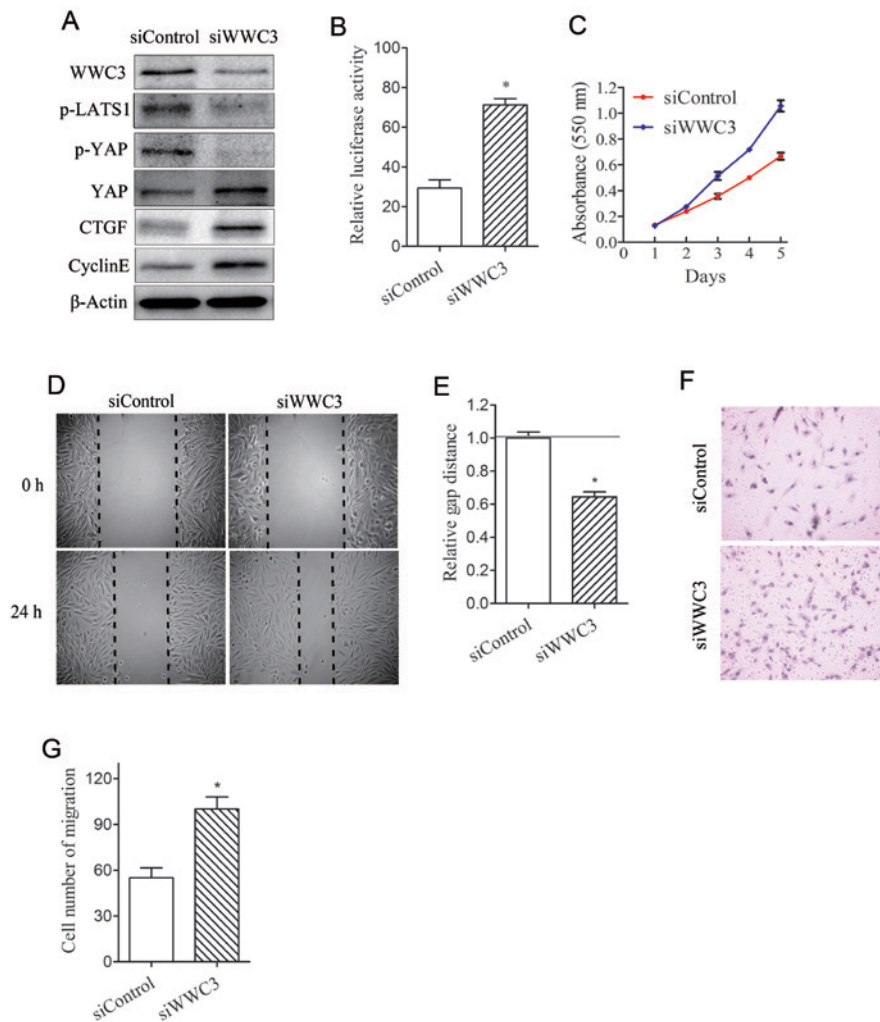 A
siControl siWWC3
WWC3
p-LATS1
p-YAP
YAP
CTGF
CyclinE
β-Actin
B
Relative luciferase activity
100
80
60
40
20
0
*
siControl
siWWC3
C
Absorbance (550 nm)
1.2
1.0
0.8
0.6
0.4
0.2
0.0
siControl
siWWC3
0 1 2 3 4 5
Days
D
siControl siWWC3
0 h
24 h
E
Relative gap distance
1.2
1.0
0.8
0.6
0.4
0.2
0.0
*
siControl
siWWC3
F
siControl
siWWC3
G
Cell number of migration
120
90
60
30
0
*
siControl
siWWC3